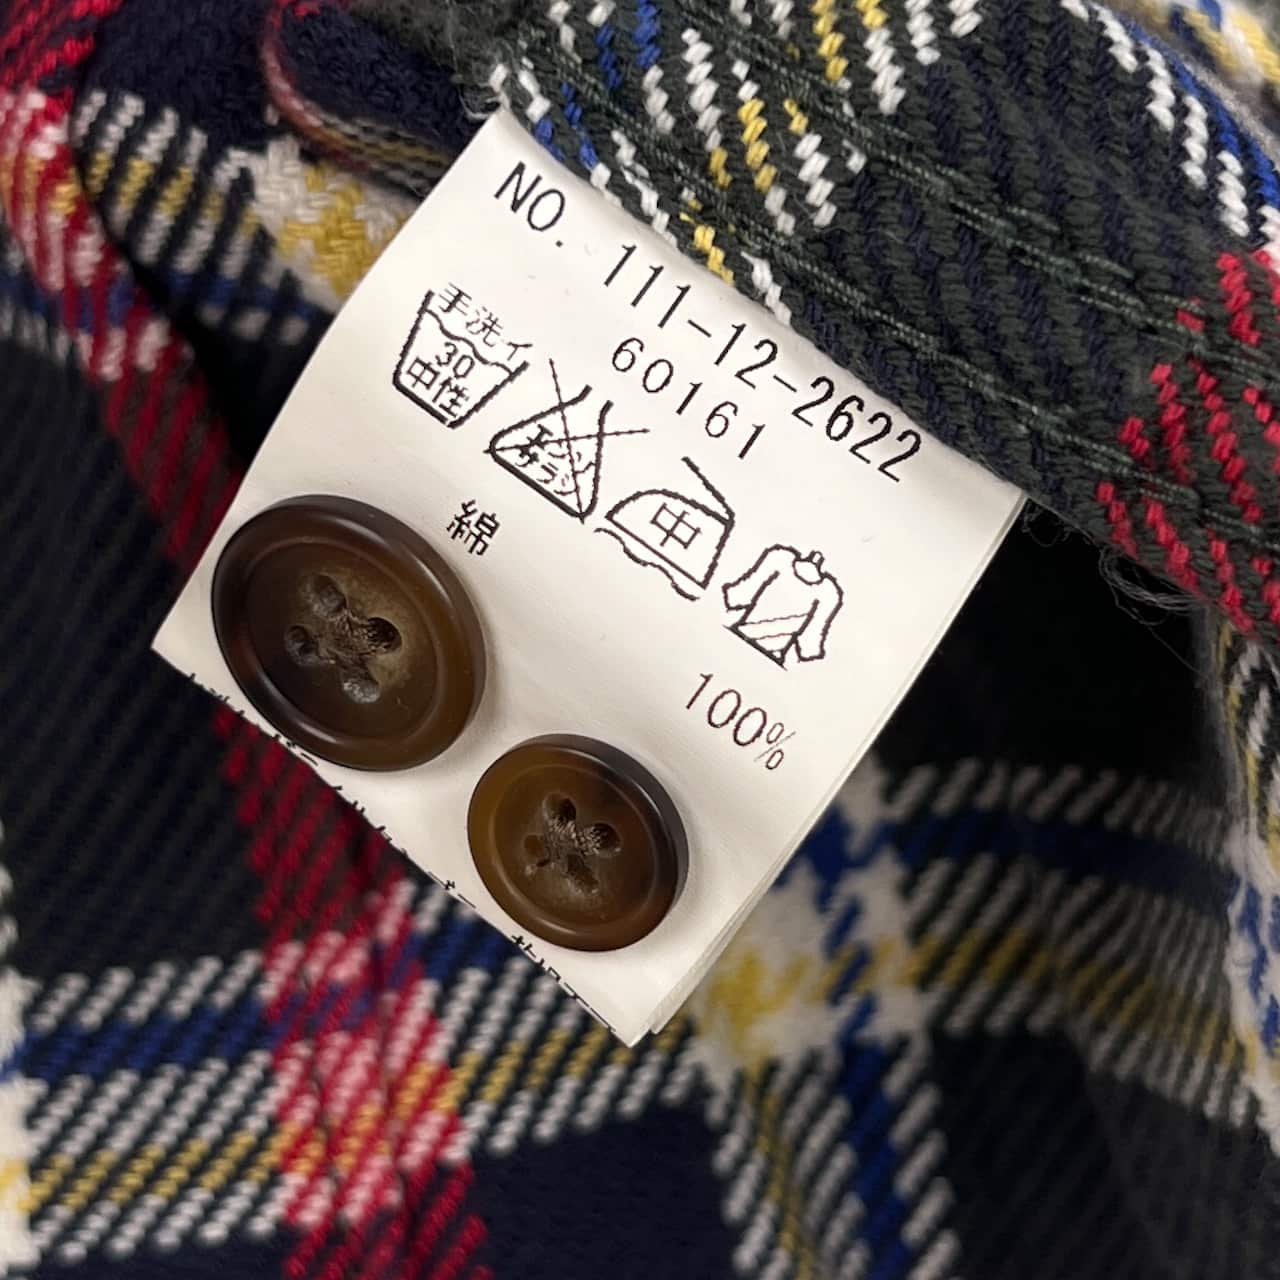 NO. 111-12-2622
60161
手洗イ
30
中性
エンソ
サラシ
中
綿 100%